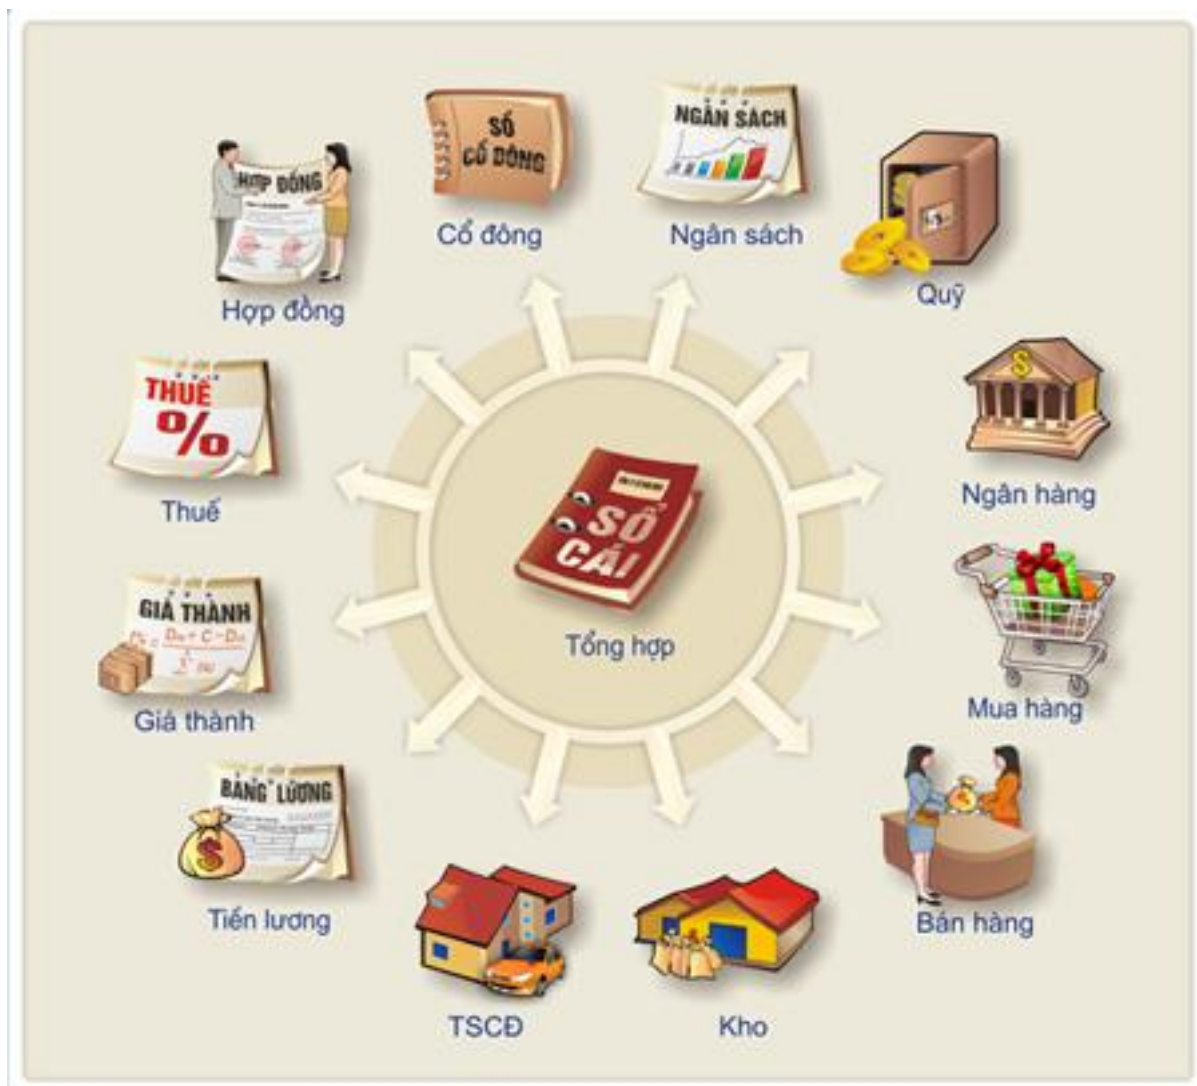 SỔ
CỔ ĐÔNG
Cổ đông
NGÂN SÁCH
Ngân sách
Quỹ
HỢP ĐỒNG
Hợp đồng
THUẾ
%
Thuế
$
Ngân hàng
SỔ
CÁI
Tổng hợp
Mua hàng
GIÁ THÀNH
Giá thành
BẢNG LƯƠNG
$
Tiền lương
Bán hàng
TSCĐ
Kho